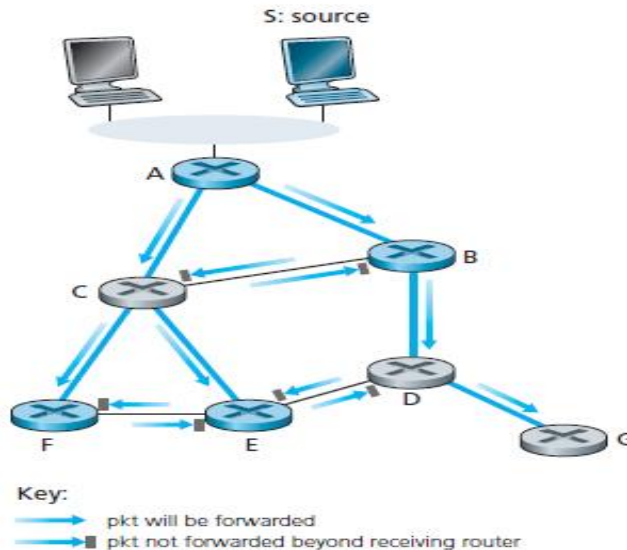 S: source
A
B
C
D
F
E
G
Key:
pkt will be forwarded
pkt not forwarded beyond receiving router